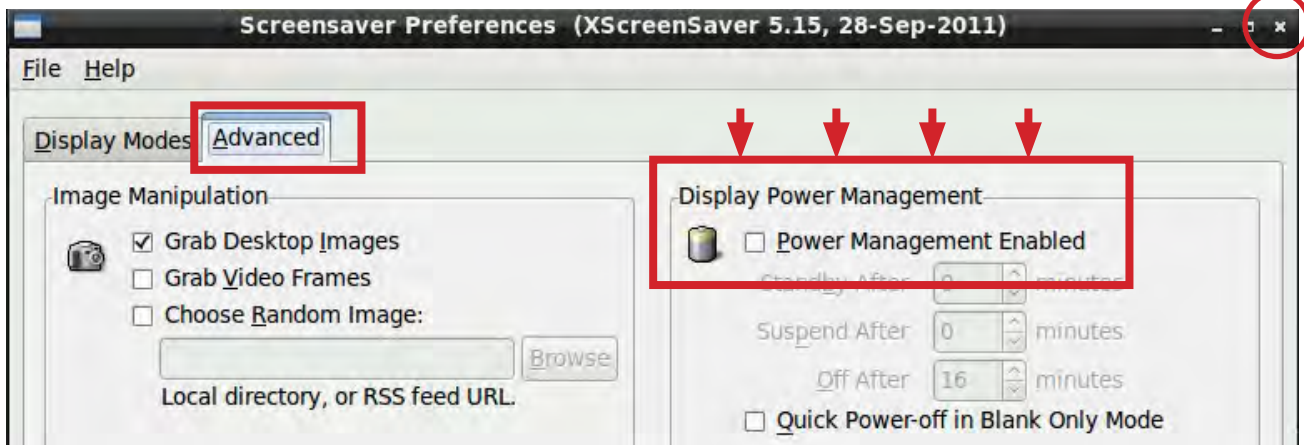 Screensaver Preferences (XScreenSaver 5.15, 28-Sep-2011)
File Help
Display Modes Advanced
Image Manipulation
Grab Desktop Images
Grab Video Frames
Choose Random Image:
Browse
Local directory, or RSS feed URL.
Display Power Management
Power Management Enabled
Standby After 0 minutes
Suspend After 0 minutes
Off After 16 minutes
Quick Power-off in Blank Only Mode